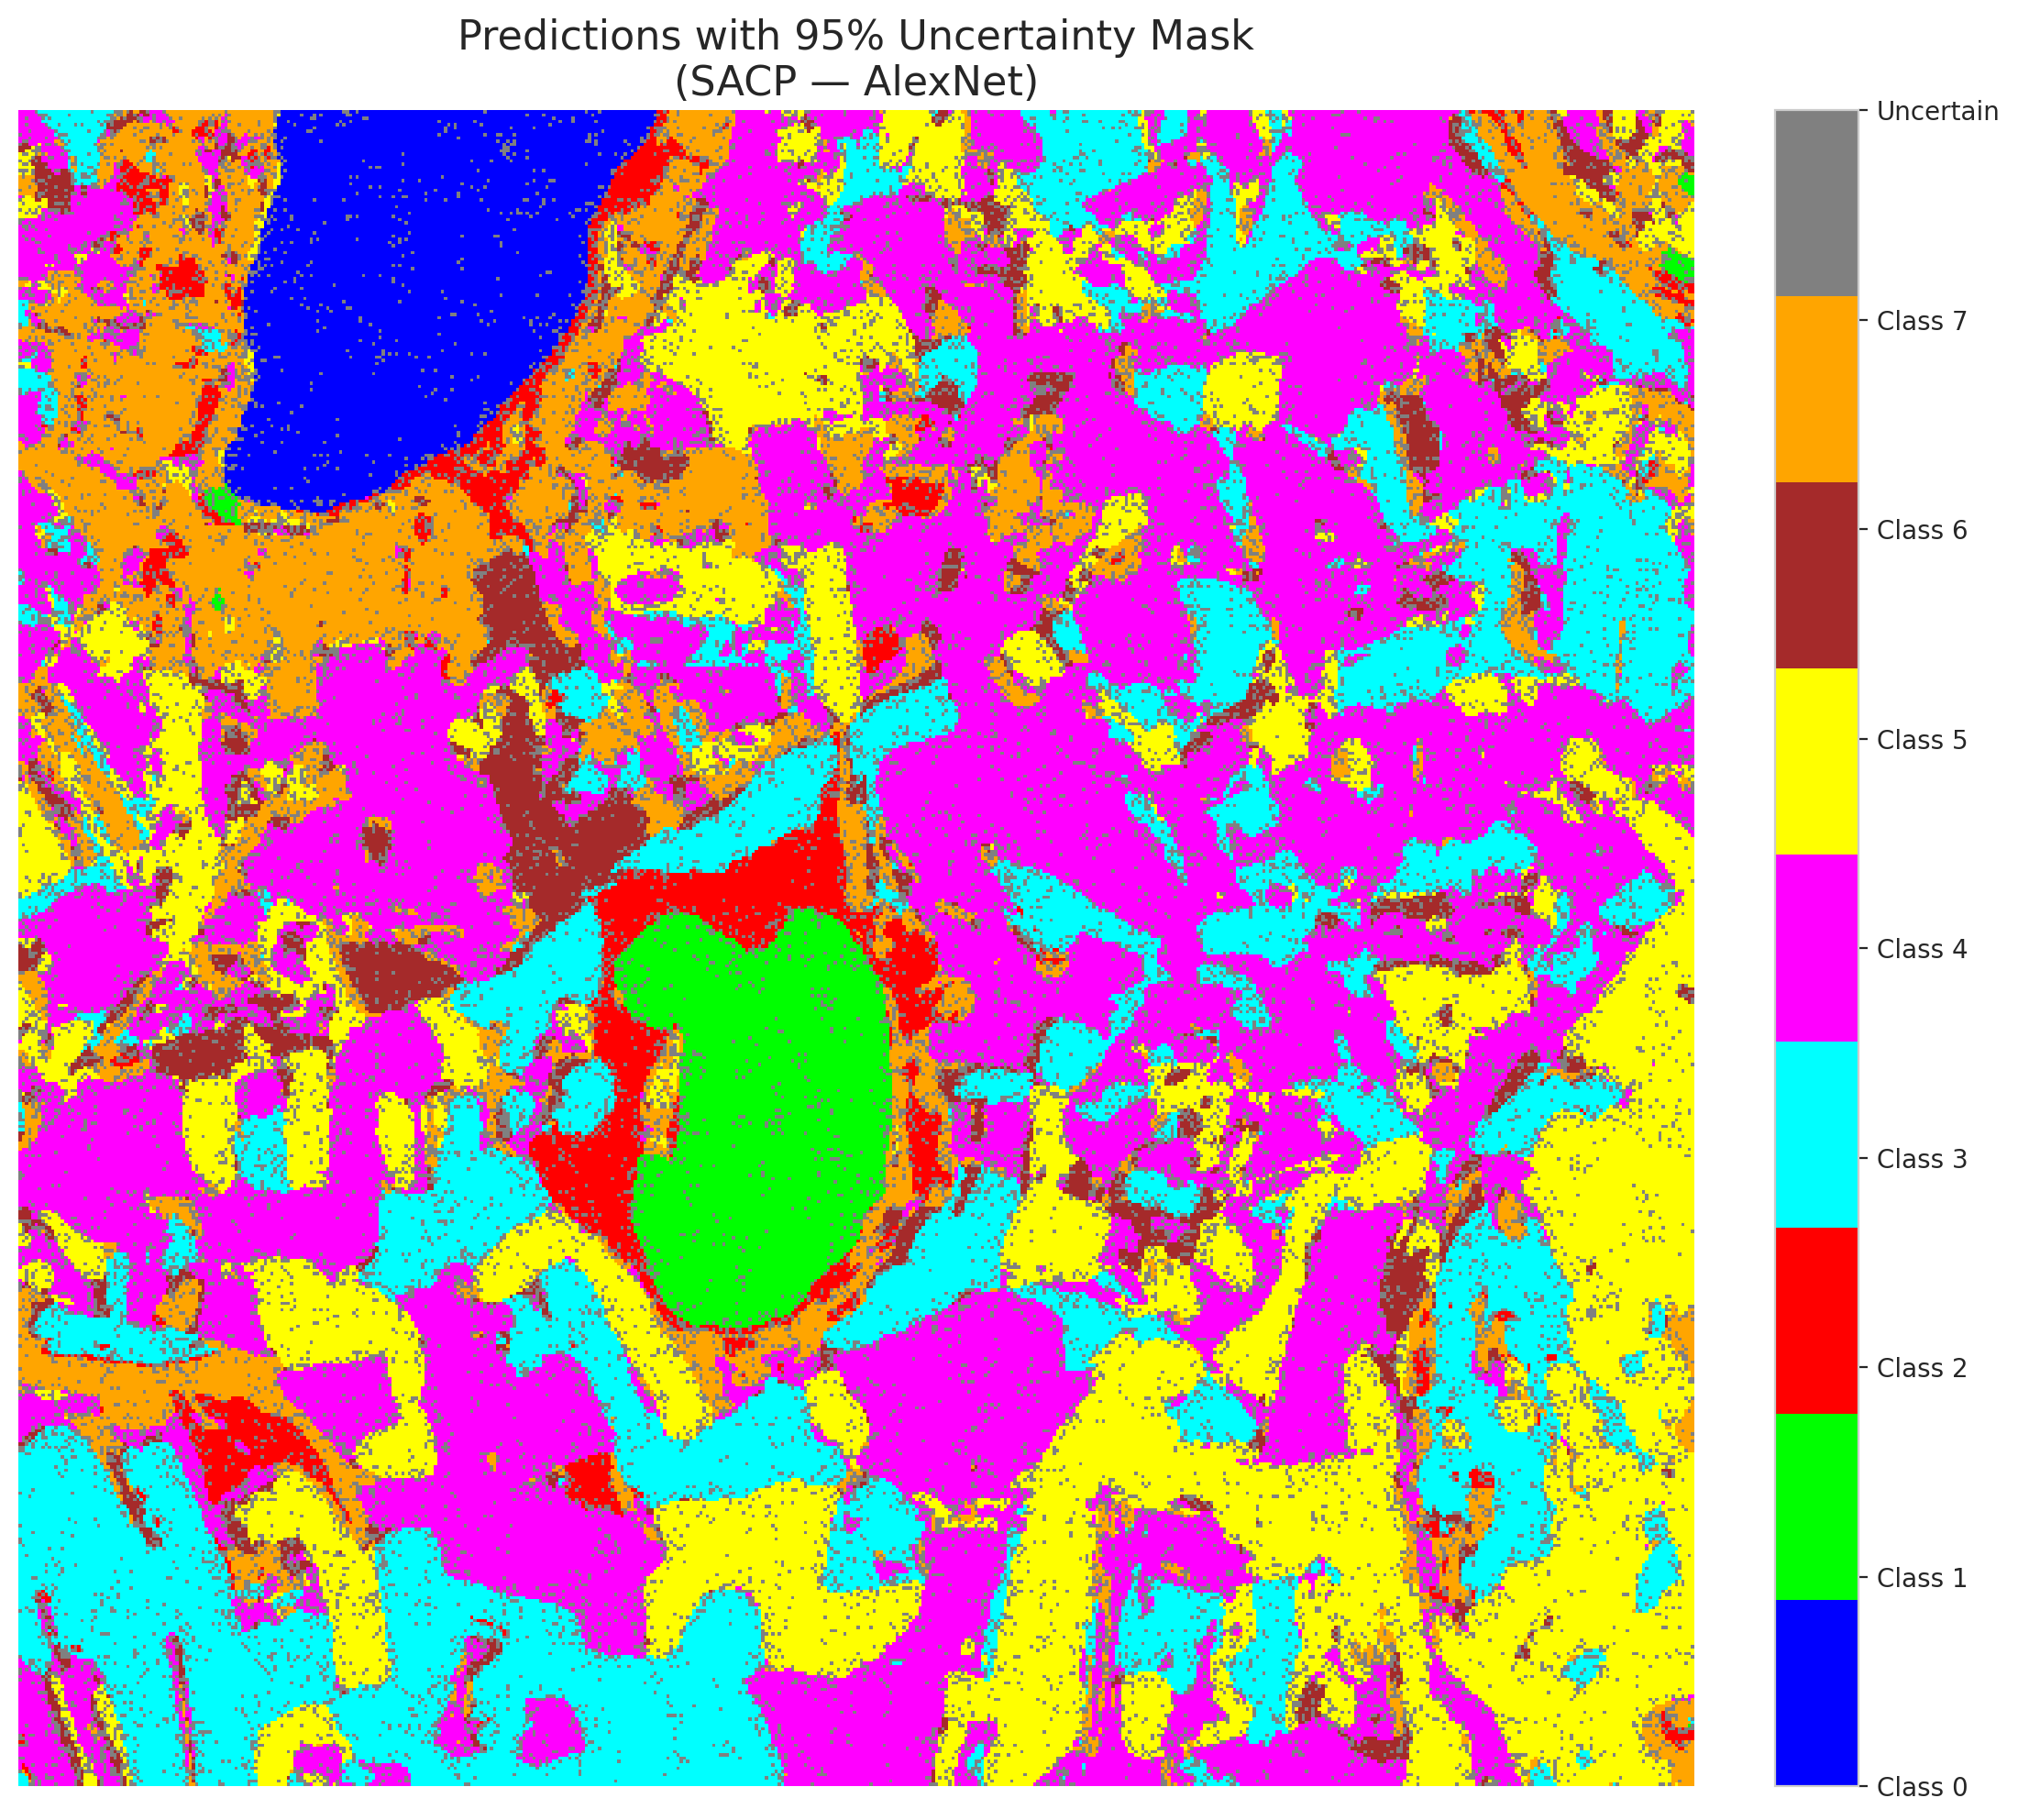 Predictions with 95% Uncertainty Mask
(SACP — AlexNet)
Uncertain
Class 7
Class 6
Class 5
Class 4
Class 3
Class 2
Class 1
Class 0